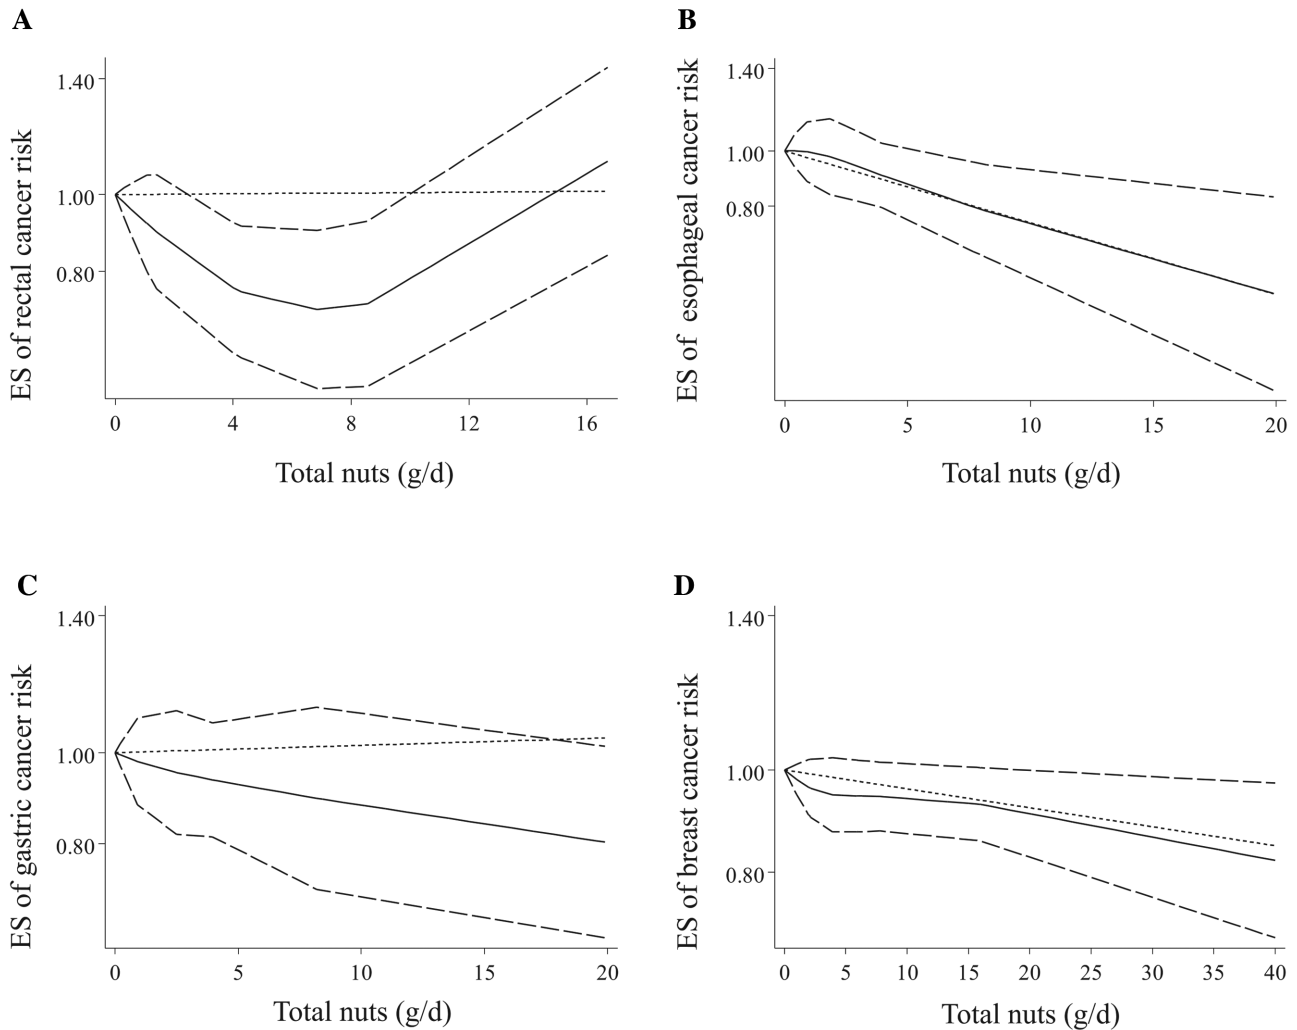 A
ES of rectal cancer risk
1.40
1.00
0.80
0 4 8 12 16
Total nuts (g/d)
B
ES of esophageal cancer risk
1.40
1.00
0.80
0 5 10 15 20
Total nuts (g/d)
C
ES of gastric cancer risk
1.40
1.00
0.80
0 5 10 15 20
Total nuts (g/d)
D
ES of breast cancer risk
1.40
1.00
0.80
0 5 10 15 20 25 30 35 40
Total nuts (g/d)